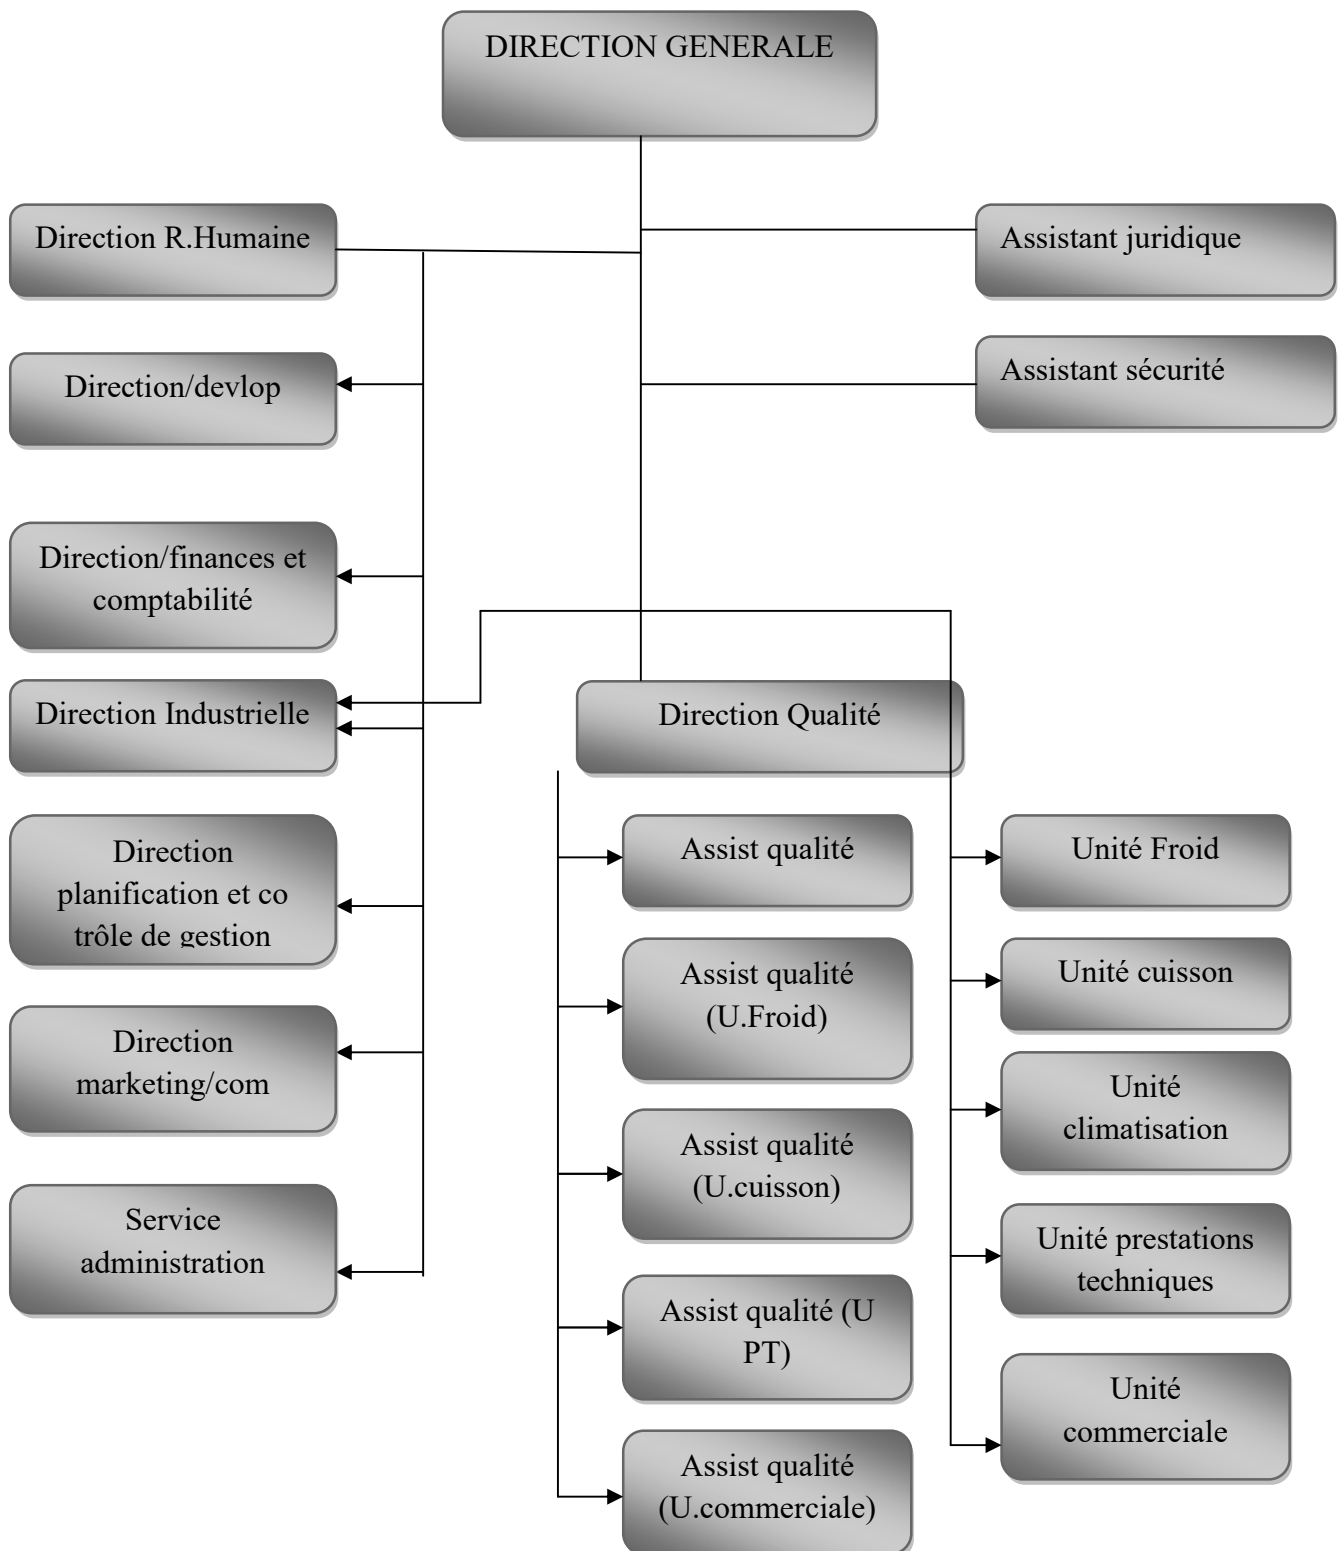 DIRECTION GENERALE
Direction R.Humaine
Assistant juridique
Direction/devlop
Assistant sécurité
Direction/finances et
comptabilité
Direction Industrielle
Direction Qualité
Direction
planification et co
trôle de gestion
Assist qualité
Unité Froid
Assist qualité
(U.Froid)
Unité cuisson
Direction
marketing/com
Unité
climatisation
Assist qualité
(U.cuisson)
Service
administration
Unité prestations
techniques
Assist qualité (U
PT)
Unité
commerciale
Assist qualité
(U.commerciale)